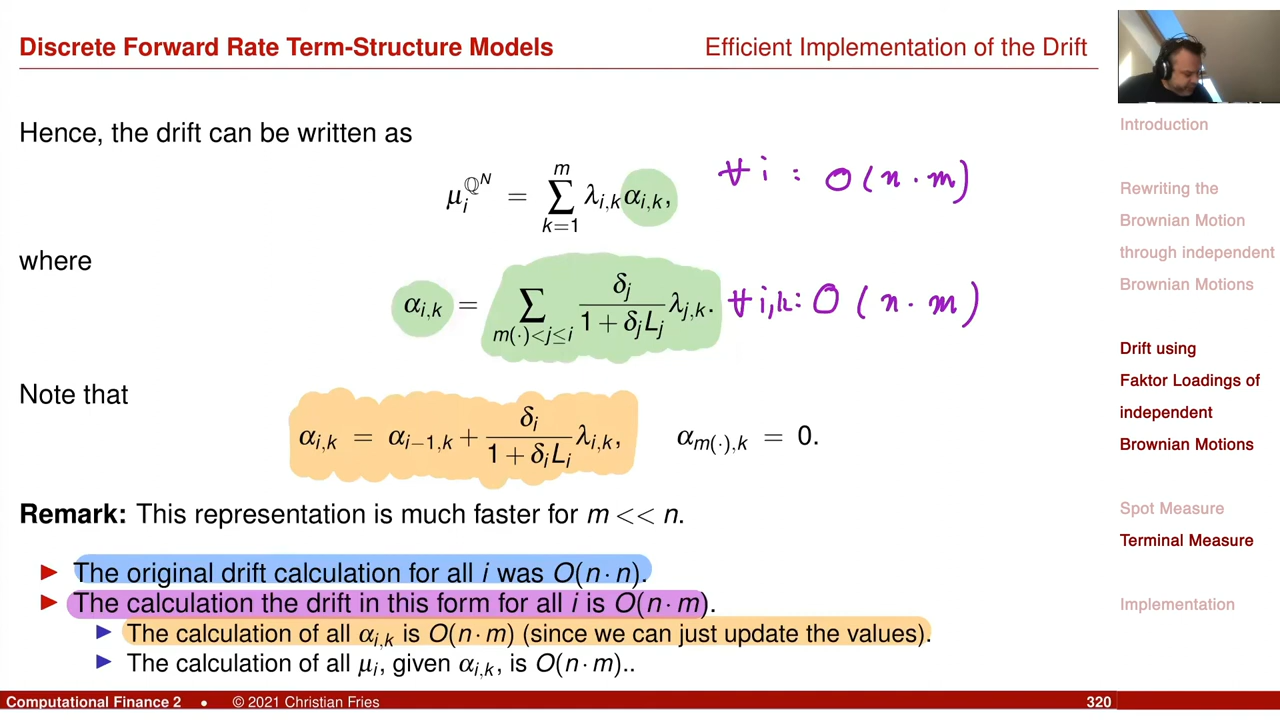 Discrete Forward Rate Term-Structure Models
Efficient Implementation of the Drift
Hence, the drift can be written as
μ_i^{ℚ^N} = ∑_{k=1}^{m} λ_{i,k} α_{i,k},
∀ i : O(n·m)
where
α_{i,k} = ∑_{m(·)<j≤i} δ_j / (1 + δ_j L_j) λ_{j,k}.
∀ i,k: O(n·m)
Note that
α_{i,k} = α_{i−1,k} + δ_i / (1 + δ_i L_i) λ_{i,k}, α_{m(·),k} = 0.
Remark: This representation is much faster for m << n.
► The original drift calculation for all i was O(n·n).
► The calculation the drift in this form for all i is O(n·m).
► The calculation of all α_{i,k} is O(n·m) (since we can just update the values).
► The calculation of all μ_i, given α_{i,k}, is O(n·m)..
Introduction
Rewriting the
Brownian Motion
through independent
Brownian Motions
Drift using
Faktor Loadings of
independent
Brownian Motions
Spot Measure
Terminal Measure
Implementation
Computational Finance 2 • © 2021 Christian Fries 320